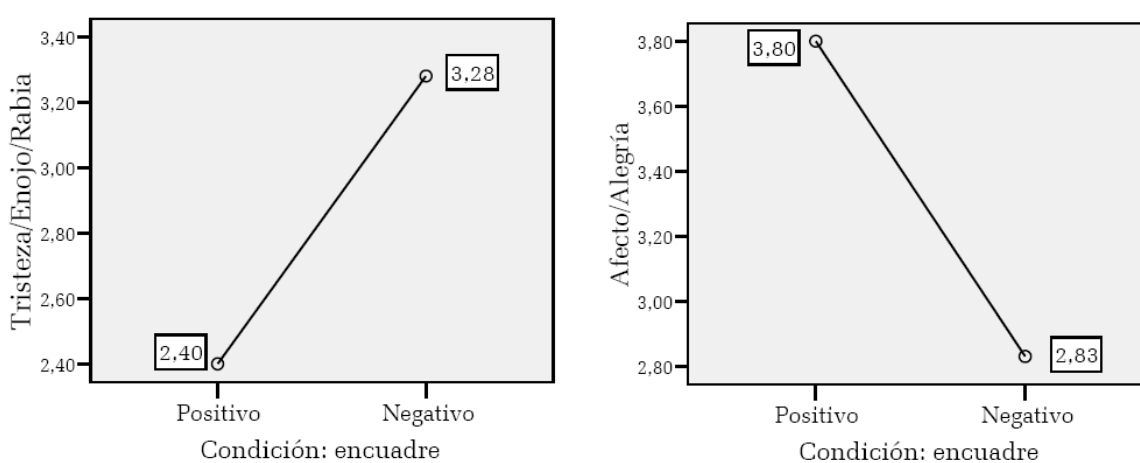 Tristeza/Enojo/Rabia
3,40
3,20
3,00
2,80
2,60
2,40
3,28
2,40
Positivo
Negativo
Condición: encuadre
Afecto/Alegría
3,80
3,60
3,40
3,20
3,00
2,80
3,80
2,83
Positivo
Negativo
Condición: encuadre